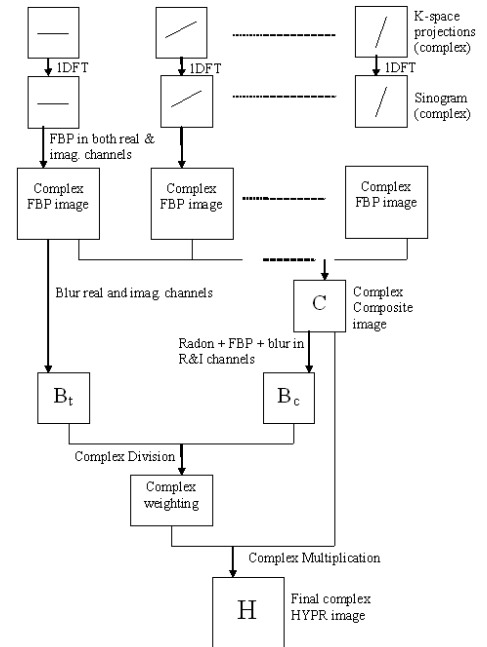 K-space
projections
(complex)
1DFT
1DFT
1DFT
Sinogram
(complex)
FBP in both real &
imag. channels
Complex
FBP image
Complex
FBP image
Complex
FBP image
Blur real and imag. channels
C
Complex
Composite
image
Radon + FBP + blur in
R&I channels
Bt
Bc
Complex Division
Complex
weighting
Complex Multiplication
H
Final complex
HYPR image